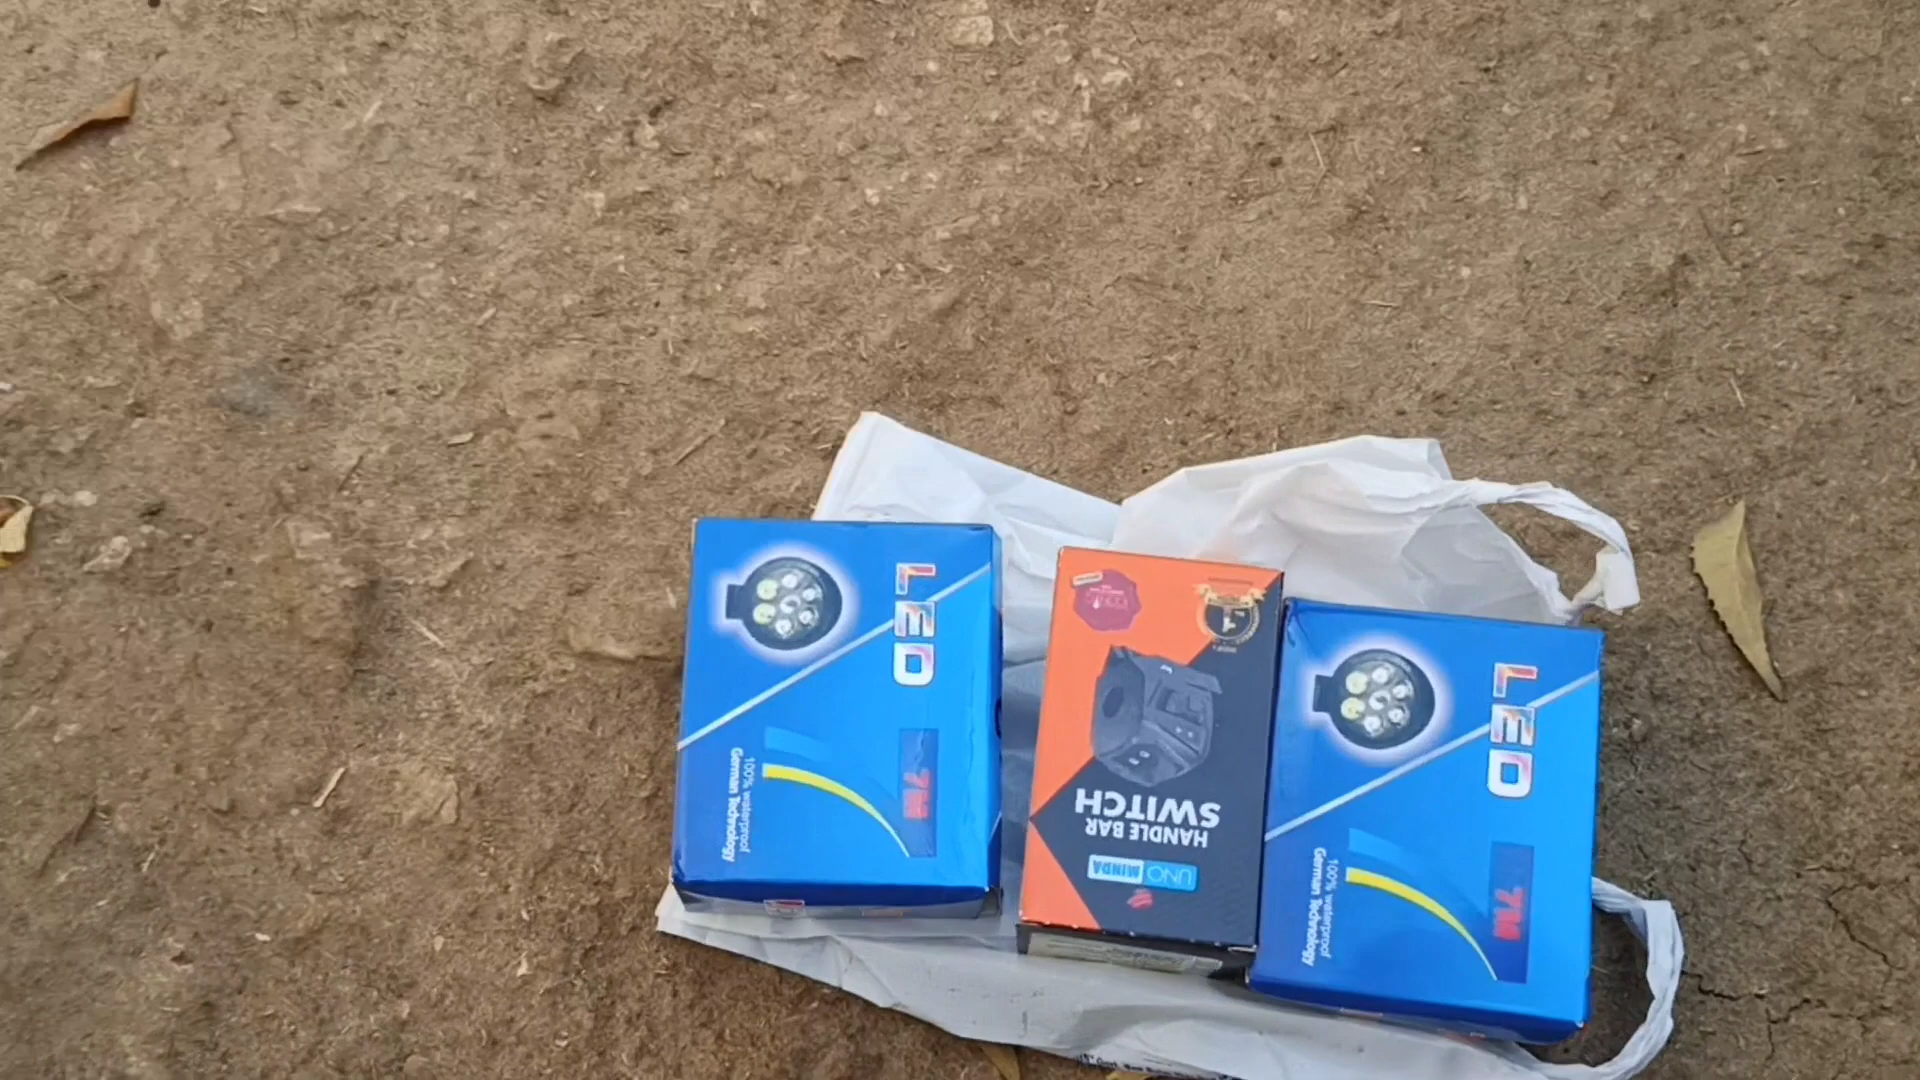 LED
7M
100% waterproof
German Technology
UNO MINDA
HANDLE BAR
SWITCH
LED
7M
100% waterproof
German Technology